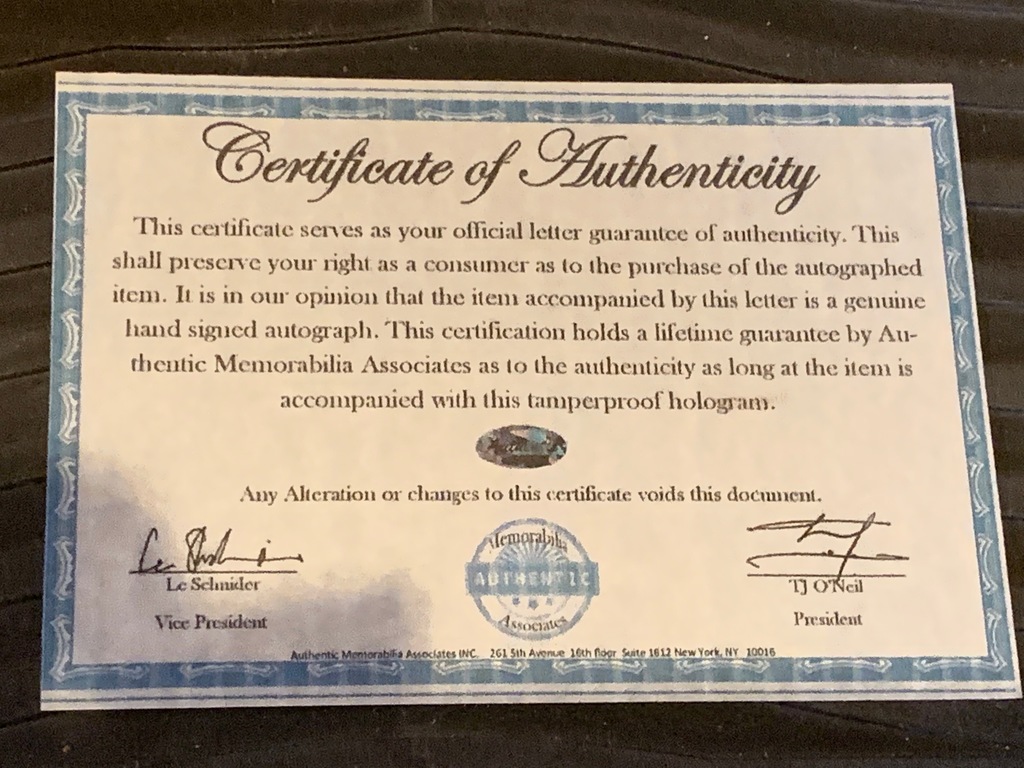 Certificate of Authenticity
This certificate serves as your official letter guarantee of authenticity. This
shall preserve your right as a consumer as to the purchase of the autographed
item. It is in our opinion that the item accompanied by this letter is a genuine
hand signed autograph. This certification holds a lifetime guarantee by Au-
thentic Memorabilia Associates as to the authenticity as long at the item is
accompanied with this tamperproof hologram.
Any Alteration or changes to this certificate voids this document.
Memorabilia
AUTHENTIC
Associates
Le Schnider
Vice President
TJ O'Neil
President
Authentic Memorabilia Associates INC. 261 5th Avenue 16th floor Suite 1612 New York, NY 10016